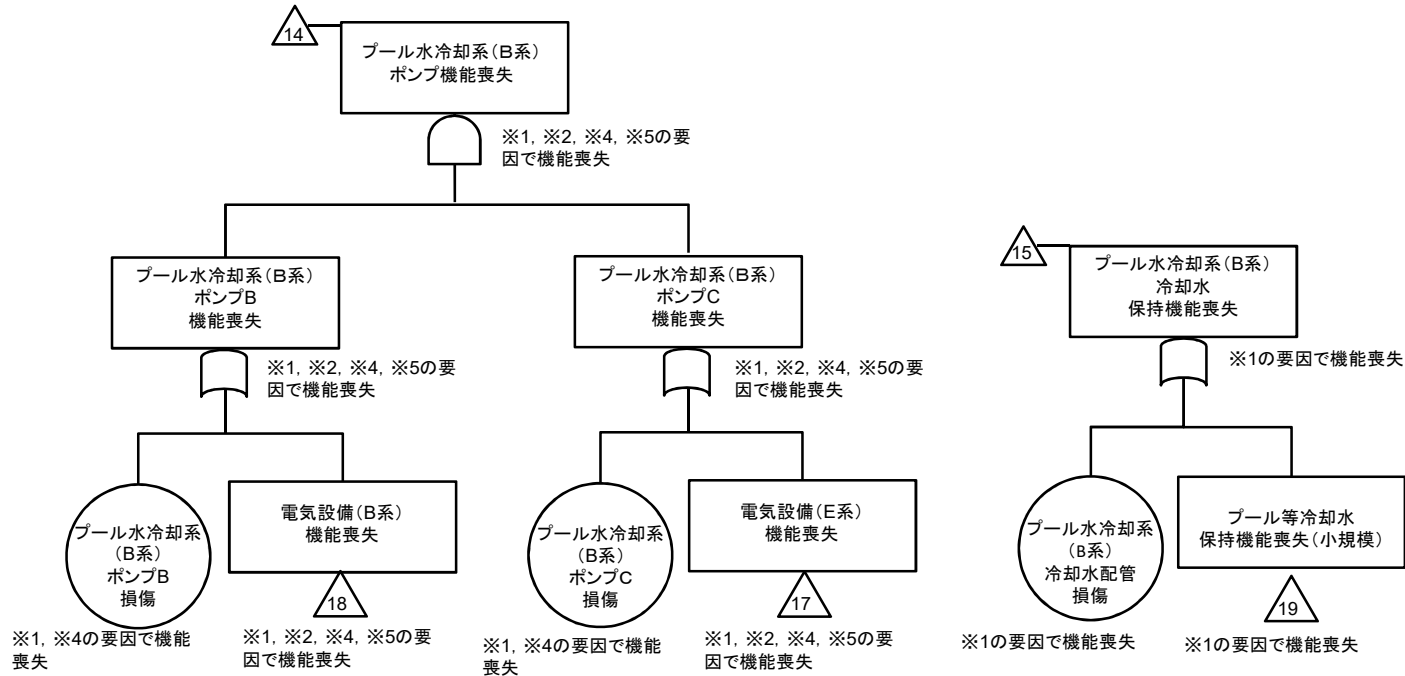 14
プール水冷却系(B系)
ポンプ機能喪失
※1, ※2, ※4, ※5の要
因で機能喪失
プール水冷却系(B系)
ポンプB
機能喪失
※1, ※2, ※4, ※5の要
因で機能喪失
プール水冷却系(B系)
ポンプC
機能喪失
※1, ※2, ※4, ※5の要
因で機能喪失
プール水冷却系
(B系)
ポンプB
損傷
※1, ※4の要因で機能
喪失
電気設備(B系)
機能喪失
18
※1, ※2, ※4, ※5の要
因で機能喪失
プール水冷却系
(B系)
ポンプC
損傷
※1, ※4の要因で機能
喪失
電気設備(E系)
機能喪失
17
※1, ※2, ※4, ※5の要
因で機能喪失
15
プール水冷却系(B系)
冷却水
保持機能喪失
※1の要因で機能喪失
プール水冷却系
(B系)
冷却水配管
損傷
※1の要因で機能喪失
プール等冷却水
保持機能喪失(小規模)
19
※1の要因で機能喪失